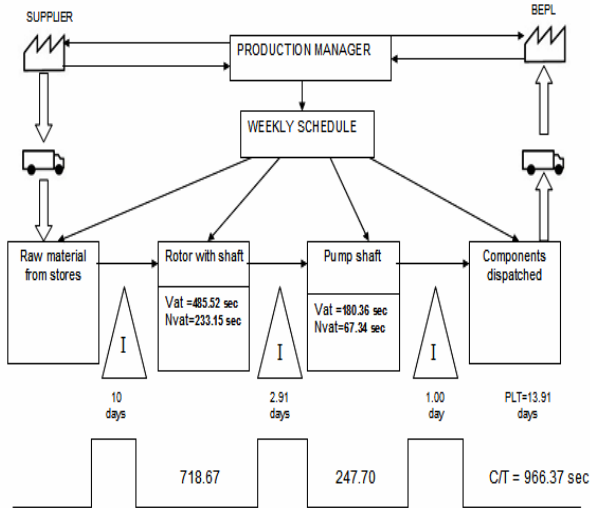 SUPPLIER
BEPL
PRODUCTION MANAGER
WEEKLY SCHEDULE
Raw material
from stores
Rotor with shaft
Vat =485.52 sec
Nvat=233.15 sec
Pump shaft
Vat =180.36 sec
Nvat=67.34 sec
Components
dispatched
I
I
I
10
days
2.91
days
1.00
day
PLT=13.91
days
718.67
247.70
C/T = 966.37 sec